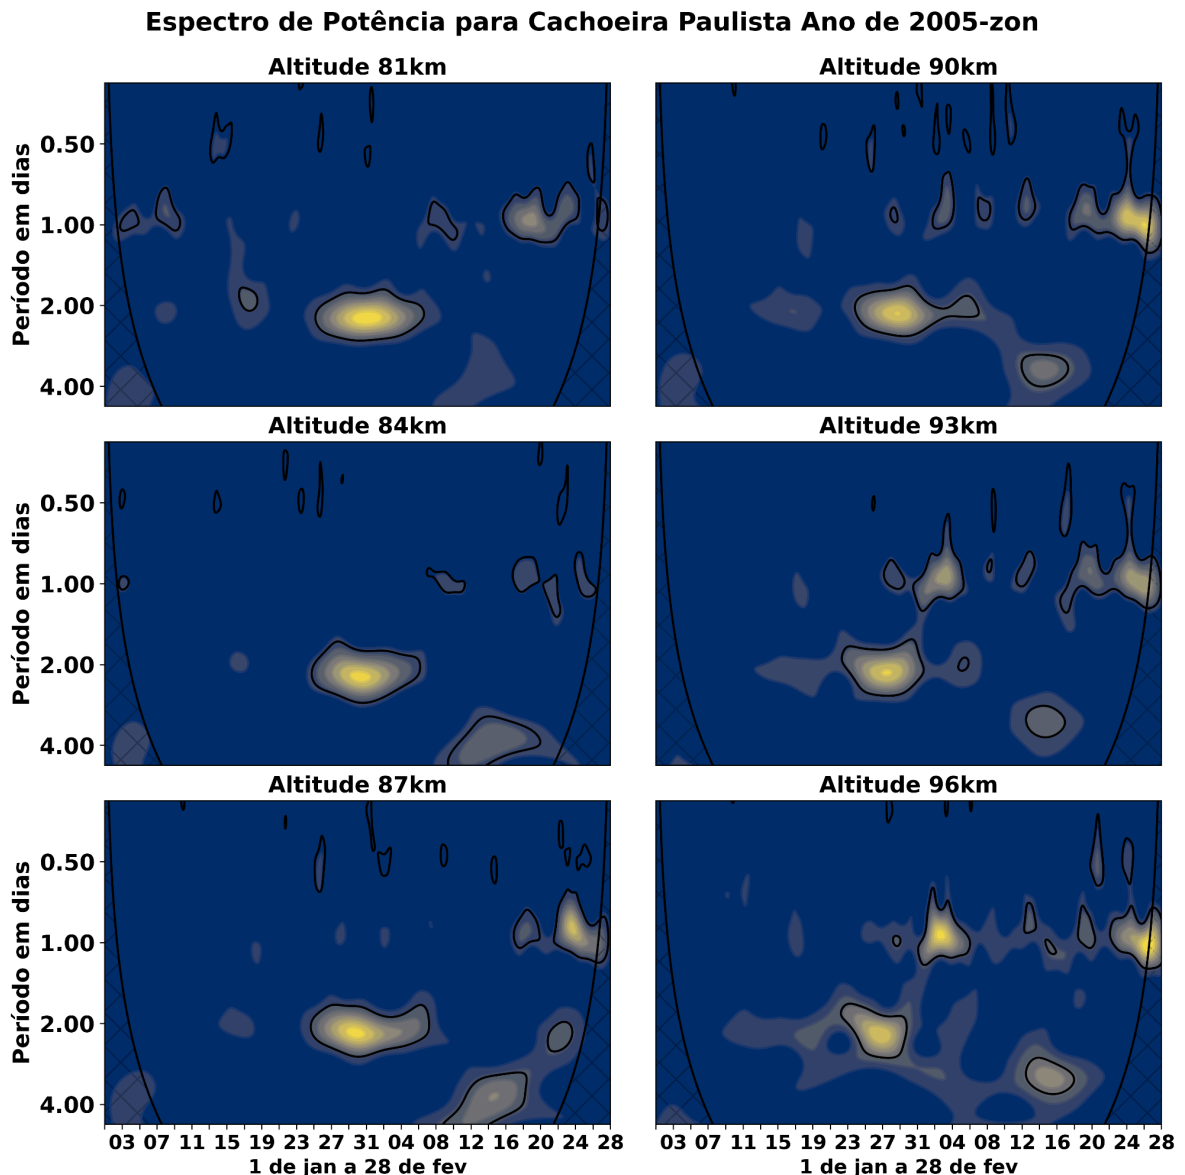 Espectro de Potência para Cachoeira Paulista Ano de 2005-zon
Altitude 81km
Altitude 90km
Período em dias
0.50
1.00
2.00
4.00
Altitude 84km
Altitude 93km
Período em dias
0.50
1.00
2.00
4.00
Altitude 87km
Altitude 96km
Período em dias
0.50
1.00
2.00
4.00
03 07 11 15 19 23 27 31 04 08 12 16 20 24 28
03 07 11 15 19 23 27 31 04 08 12 16 20 24 28
1 de jan a 28 de fev
1 de jan a 28 de fev